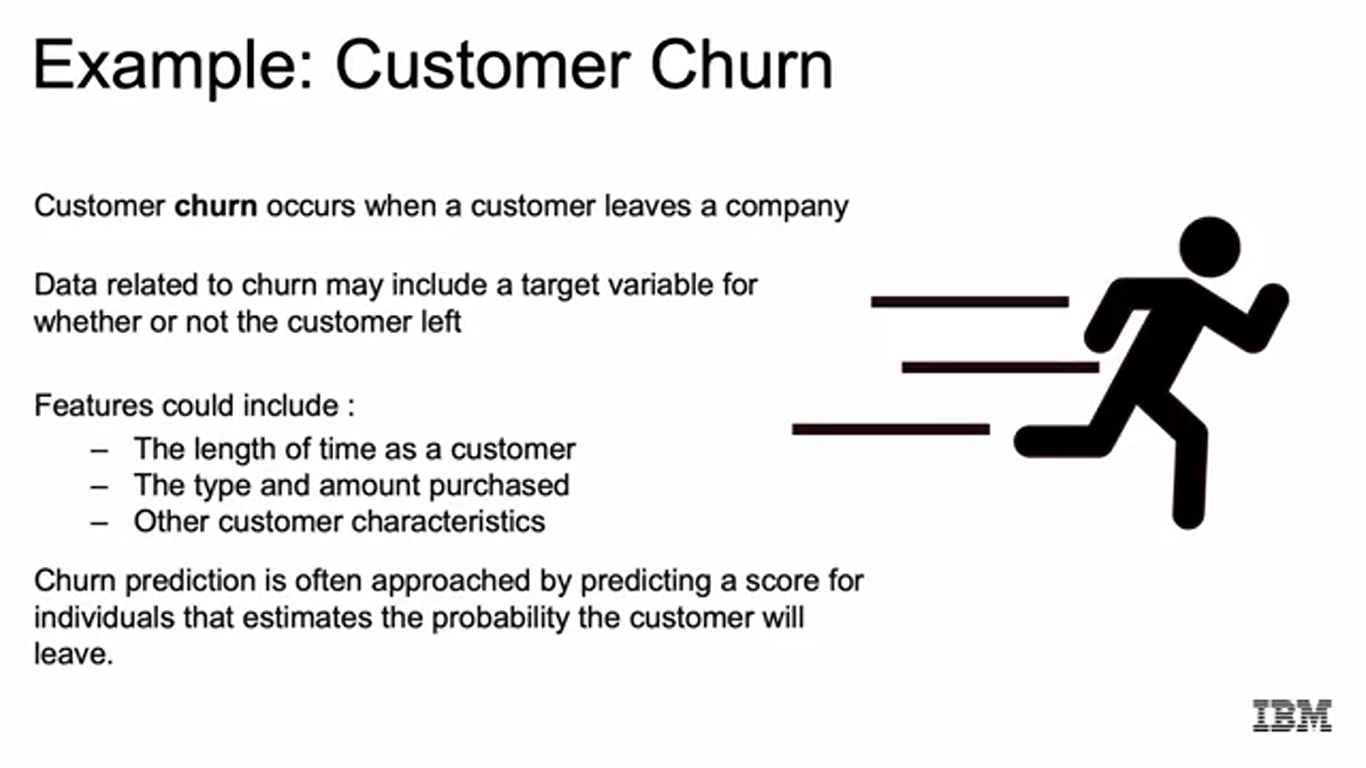 Example: Customer Churn
Customer churn occurs when a customer leaves a company
Data related to churn may include a target variable for
whether or not the customer left
Features could include :
– The length of time as a customer
– The type and amount purchased
– Other customer characteristics
Churn prediction is often approached by predicting a score for
individuals that estimates the probability the customer will
leave.
IBM